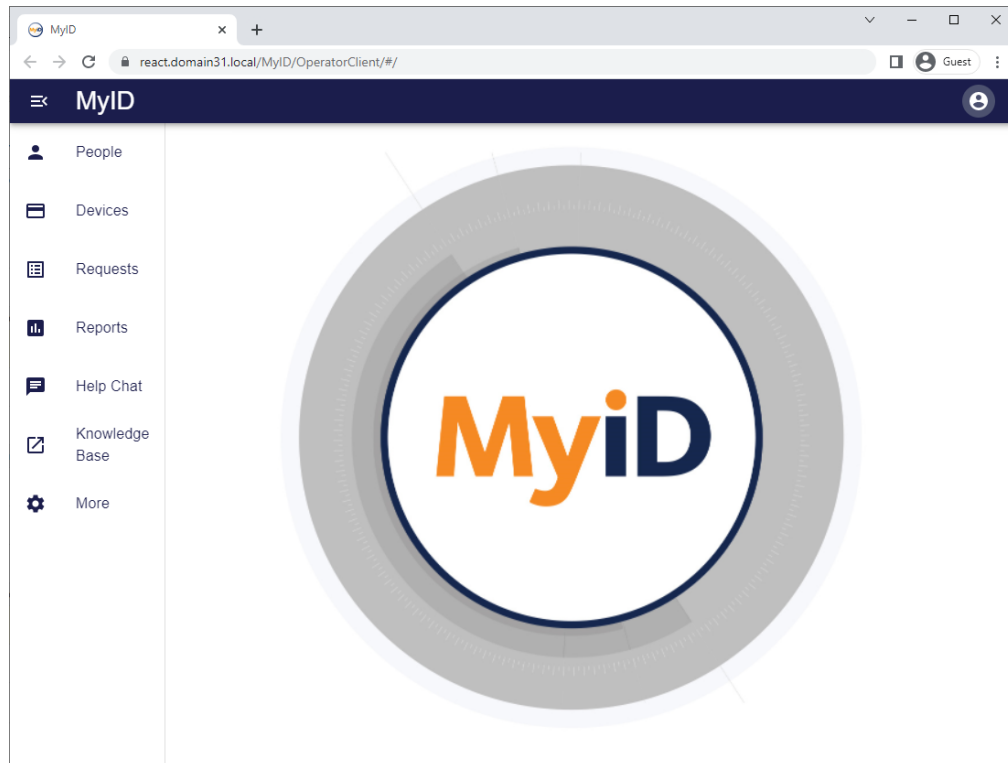 MyID
react.domain31.local/MyID/OperatorClient/#/
Guest
MyID
People
Devices
Requests
Reports
Help Chat
Knowledge
Base
More
MyiD